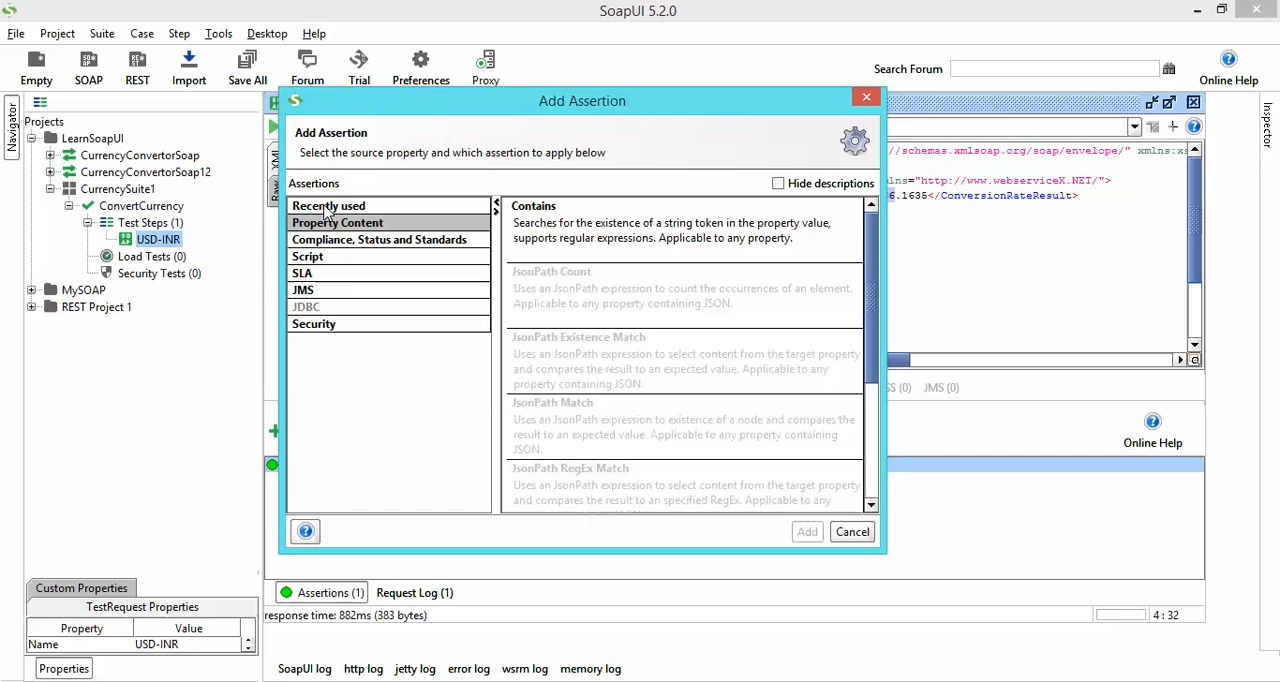 SoapUI 5.2.0
File Project Suite Case Step Tools Desktop Help
Empty SOAP REST Import Save All Forum Trial Preferences Proxy
Search Forum
Online Help
Navigator
Projects
LearnSoapUI
CurrencyConvertorSoap
CurrencyConvertorSoap12
CurrencySuite1
ConvertCurrency
Test Steps (1)
USD-INR
Load Tests (0)
Security Tests (0)
MySOAP
REST Project 1
Add Assertion
Add Assertion
Select the source property and which assertion to apply below
Assertions
Hide descriptions
Recently used
Property Content
Compliance, Status and Standards
Script
SLA
JMS
JDBC
Security
Contains
Searches for the existence of a string token in the property value,
supports regular expressions. Applicable to any property.
JsonPath Count
Uses an JsonPath expression to count the occurrences of an element.
Applicable to any property containing JSON.
JsonPath Existence Match
Uses an JsonPath expression to select content from the target property
and compares the result to an expected value. Applicable to any
property containing JSON.
JsonPath Match
Uses an JsonPath expression to existence of a node and compares the
result to an expected value. Applicable to any property containing
JSON.
JsonPath RegEx Match
Uses an JsonPath expression to select content from the target property
and compares the result to an specified RegEx. Applicable to any
Add Cancel
//schemas.xmlsoap.org/soap/envelope/" xmlns:xs
lns="http://www.webserviceX.NET/">
6.1635</ConversionRateResult>
SS (0) JMS (0)
Online Help
Inspector
Assertions (1) Request Log (1)
response time: 882ms (383 bytes)
4 : 32
Custom Properties
TestRequest Properties
Property Value
Name USD-INR
Properties
SoapUI log http log jetty log error log wsrm log memory log